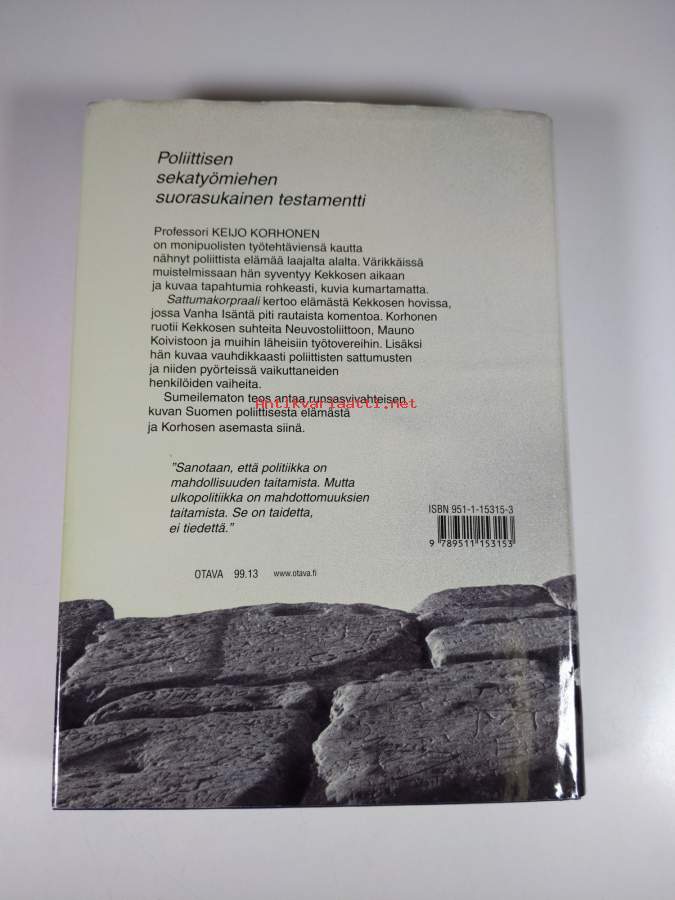 Poliittisen
sekatyömiehen
suorasukainen testamentti
Professori KEIJO KORHONEN
on monipuolisten työtehtäviensä kautta
nähnyt poliittista elämää laajalta alalta. Värikkäissä
muistelmissaan hän syventyy Kekkosen aikaan
ja kuvaa tapahtumia rohkeasti, kuvia kumartamatta.
Sattumakorpraali kertoo elämästä Kekkosen hovissa,
jossa Vanha Isäntä piti rautaista komentoa. Korhonen
ruotii Kekkosen suhteita Neuvostoliittoon, Mauno
Koivistoon ja muihin läheisiin työtovereihin. Lisäksi
hän kuvaa vauhdikkaasti poliittisten sattumusten
ja niiden pyörteissä vaikuttaneiden
henkilöiden vaiheita.
Sumeilematon teos antaa runsasvivahteisen
Antikvariaatti.net
kuvan Suomen poliittisesta elämästä
ja Korhosen asemasta siinä.
"Sanotaan, että politiikka on
mahdollisuuden taitamista. Mutta
ulkopolitiikka on mahdottomuuksien
taitamista. Se on taidetta,
ei tiedettä."
ISBN 951-1-15315-3
9 789511 153153
OTAVA 99.13 www.otava.fi